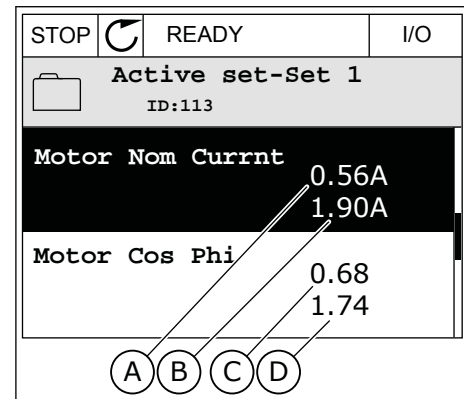 STOP READY I/O
Active set-Set 1
ID:113
Motor Nom Currnt
0.56A
1.90A
Motor Cos Phi
0.68
1.74
A B C D